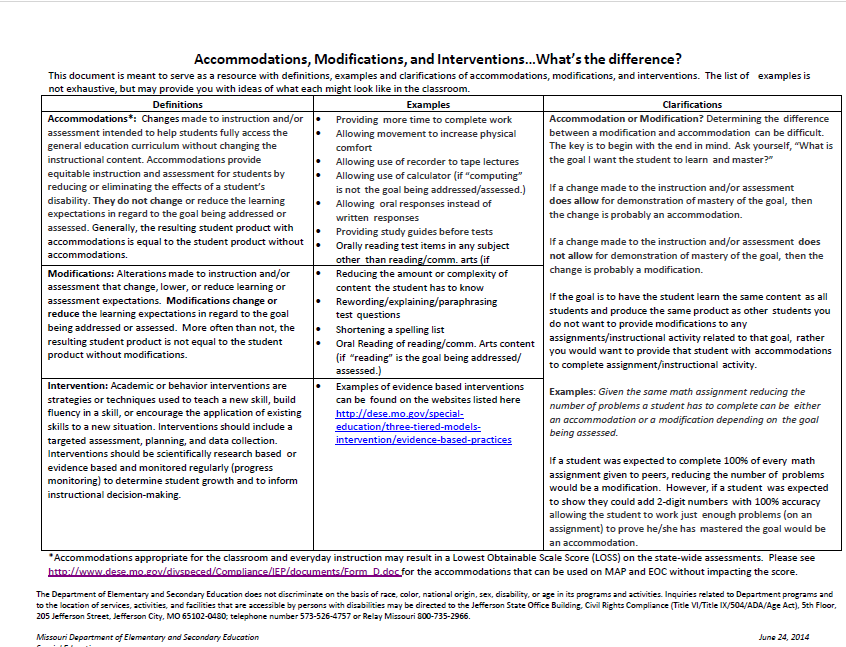 Accommodations, Modifications, and Interventions...What's the difference?
This document is meant to serve as a resource with definitions, examples and clarifications of accommodations, modifications, and interventions. The list of examples is
not exhaustive, but may provide you with ideas of what each might look like in the classroom.
Definitions
Accommodations*: Changes made to instruction and/or
assessment intended to help students fully access the
general education curriculum without changing the
instructional content. Accommodations provide
equitable instruction and assessment for students by
reducing or eliminating the effects of a student's
disability. They do not change or reduce the learning
expectations in regard to the goal being addressed or
assessed. Generally, the resulting student product with
accommodations is equal to the student product without
accommodations.
Modifications: Alterations made to instruction and/or
assessment that change, lower, or reduce learning or
assessment expectations. Modifications change or
reduce the learning expectations in regard to the goal
being addressed or assessed. More often than not, the
resulting student product is not equal to the student
product without modifications.
Intervention: Academic or behavior interventions are
strategies or techniques used to teach a new skill, build
fluency in a skill, or encourage the application of existing
skills to a new situation. Interventions should include a
targeted assessment, planning, and data collection.
Interventions should be scientifically research based or
evidence based and monitored regularly (progress
monitoring) to determine student growth and to inform
instructional decision-making.
Examples
• Providing more time to complete work
• Allowing movement to increase physical
comfort
• Allowing use of recorder to tape lectures
• Allowing use of calculator (if "computing"
is not the goal being addressed/assessed.)
• Allowing oral responses instead of
written responses
• Providing study guides before tests
• Orally reading test items in any subject
other than reading/comm. arts (if
• Reducing the amount or complexity of
content the student has to know
• Rewording/explaining/paraphrasing
test questions
• Shortening a spelling list
• Oral Reading of reading/comm. Arts content
(if "reading" is the goal being addressed/
assessed.)
• Examples of evidence based interventions
can be found on the websites listed here
http://dese.mo.gov/special-
education/three-tiered-models-
intervention/evidence-based-practices
Clarifications
Accommodation or Modification? Determining the difference
between a modification and accommodation can be difficult.
The key is to begin with the end in mind. Ask yourself, "What is
the goal I want the student to learn and master?"
If a change made to the instruction and/or assessment
does allow for demonstration of mastery of the goal, then
the change is probably an accommodation.
If a change made to the instruction and/or assessment does
not allow for demonstration of mastery of the goal, then the
change is probably a modification.
If the goal is to have the student learn the same content as all
students and produce the same product as other students you
do not want to provide modifications to any
assignments/instructional activity related to that goal, rather
you would want to provide that student with accommodations
to complete assignment/instructional activity.
Examples: Given the same math assignment reducing the
number of problems a student has to complete can be either
an accommodation or a modification depending on the goal
being assessed.
If a student was expected to complete 100% of every math
assignment given to peers, reducing the number of problems
would be a modification. However, if a student was expected
to show they could add 2-digit numbers with 100% accuracy
allowing the student to work just enough problems (on an
assignment) to prove he/she has mastered the goal would be
an accommodation.
*Accommodations appropriate for the classroom and everyday instruction may result in a Lowest Obtainable Scale Score (LOSS) on the state-wide assessments. Please see
http://www.dese.mo.gov/divspeced/Compliance/IEP/documents/Form_D.doc for the accommodations that can be used on MAP and EOC without impacting the score.
The Department of Elementary and Secondary Education does not discriminate on the basis of race, color, national origin, sex, disability, or age in its programs and activities. Inquiries related to Department programs and
to the location of services, activities, and facilities that are accessible by persons with disabilities may be directed to the Jefferson State Office Building, Civil Rights Compliance (Title VI/Title IX/504/ADA/Age Act), 5th Floor,
205 Jefferson Street, Jefferson City, MO 65102-0480; telephone number 573-526-4757 or Relay Missouri 800-735-2966.
Missouri Department of Elementary and Secondary Education
June 24, 2014